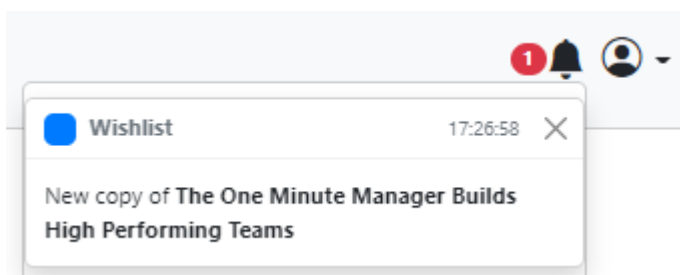 1
Wishlist 17:26:58
New copy of The One Minute Manager Builds
High Performing Teams